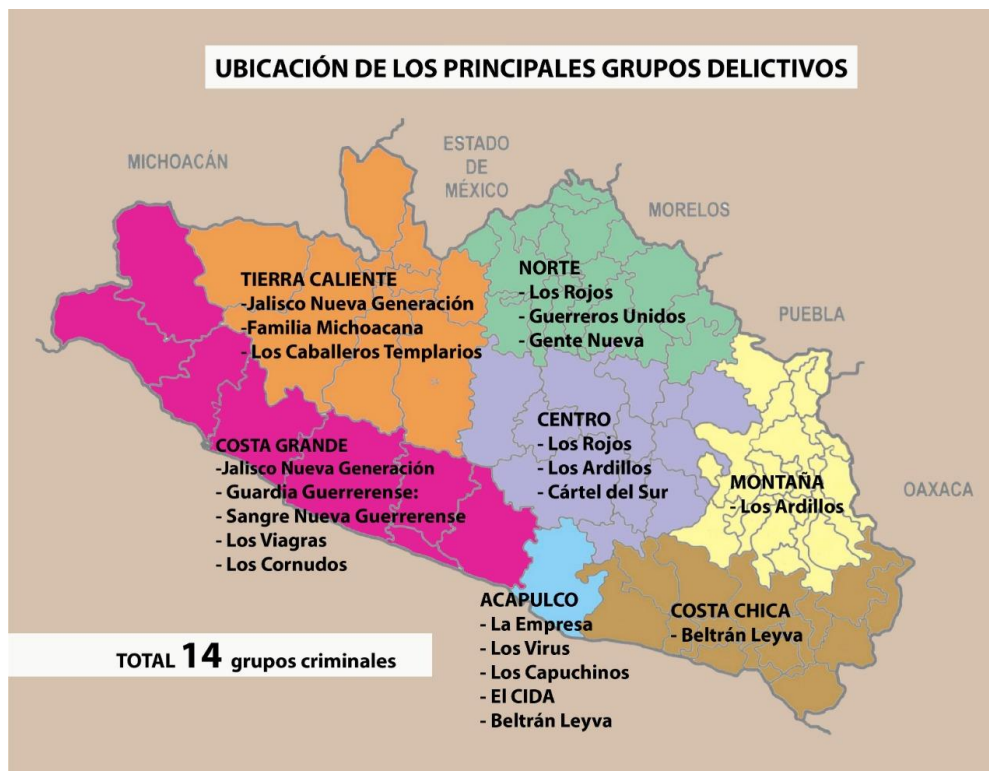 UBICACIÓN DE LOS PRINCIPALES GRUPOS DELICTIVOS
MICHOACÁN
ESTADO
DE
MÉXICO
MORELOS
PUEBLA
OAXACA
TIERRA CALIENTE
-Jalisco Nueva Generación
-Familia Michoacana
- Los Caballeros Templarios
NORTE
- Los Rojos
- Guerreros Unidos
- Gente Nueva
COSTA GRANDE
-Jalisco Nueva Generación
- Guardia Guerrerense:
- Sangre Nueva Guerrerense
- Los Viagras
- Los Cornudos
CENTRO
- Los Rojos
- Los Ardillos
- Cártel del Sur
MONTAÑA
- Los Ardillos
ACAPULCO
- La Empresa
- Los Virus
- Los Capuchinos
- El CIDA
- Beltrán Leyva
COSTA CHICA
- Beltrán Leyva
TOTAL 14 grupos criminales